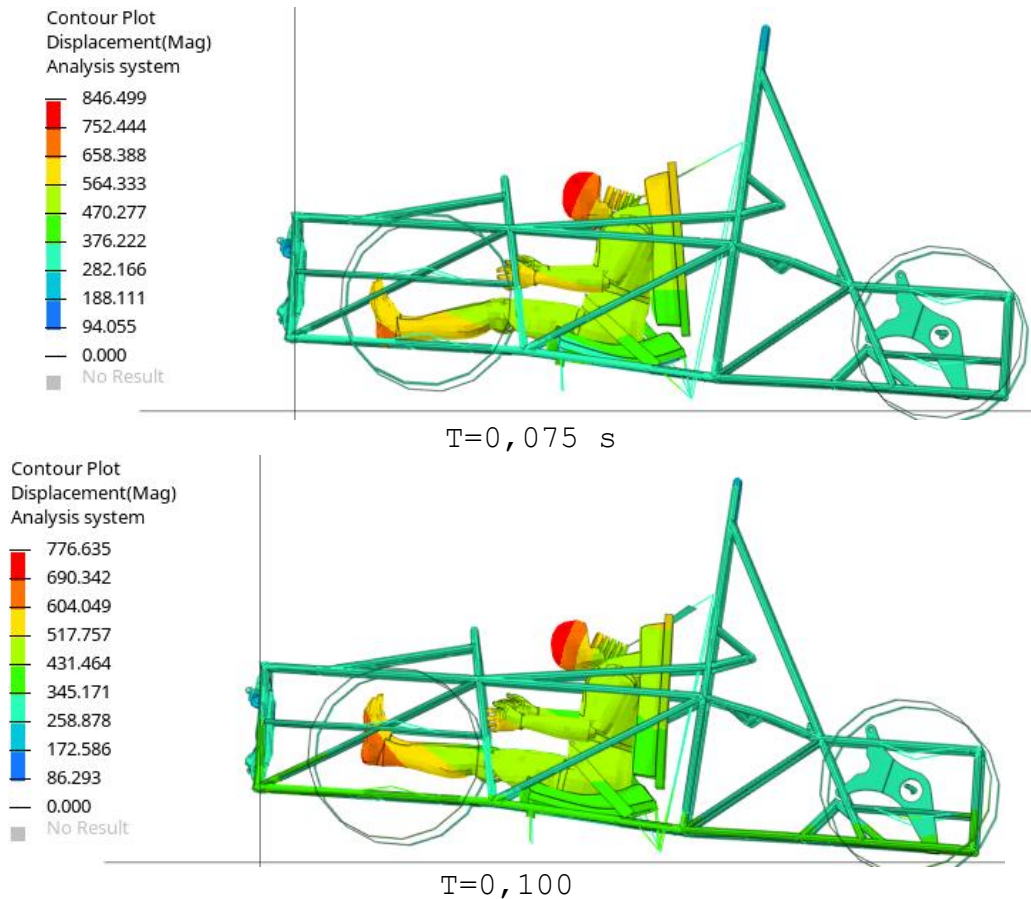 Contour Plot
Displacement(Mag)
Analysis system
846.499
752.444
658.388
564.333
470.277
376.222
282.166
188.111
94.055
0.000
No Result
T=0,075 s
Contour Plot
Displacement(Mag)
Analysis system
776.635
690.342
604.049
517.757
431.464
345.171
258.878
172.586
86.293
0.000
No Result
T=0,100